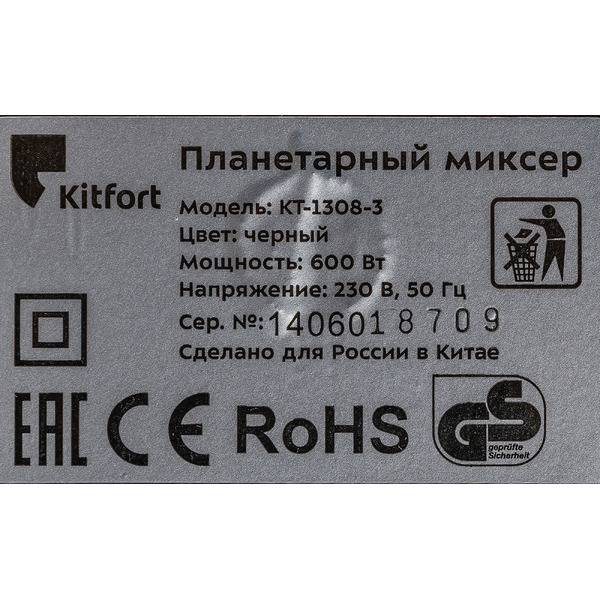 Kitfort
Планетарный миксер
Модель: КТ-1308-3
Цвет: черный
Мощность: 600 Вт
Напряжение: 230 В, 50 Гц
Сер. №: 1406018709
Сделано для России в Китае
EAC CE RoHS GS
geprüfte
Sicherheit